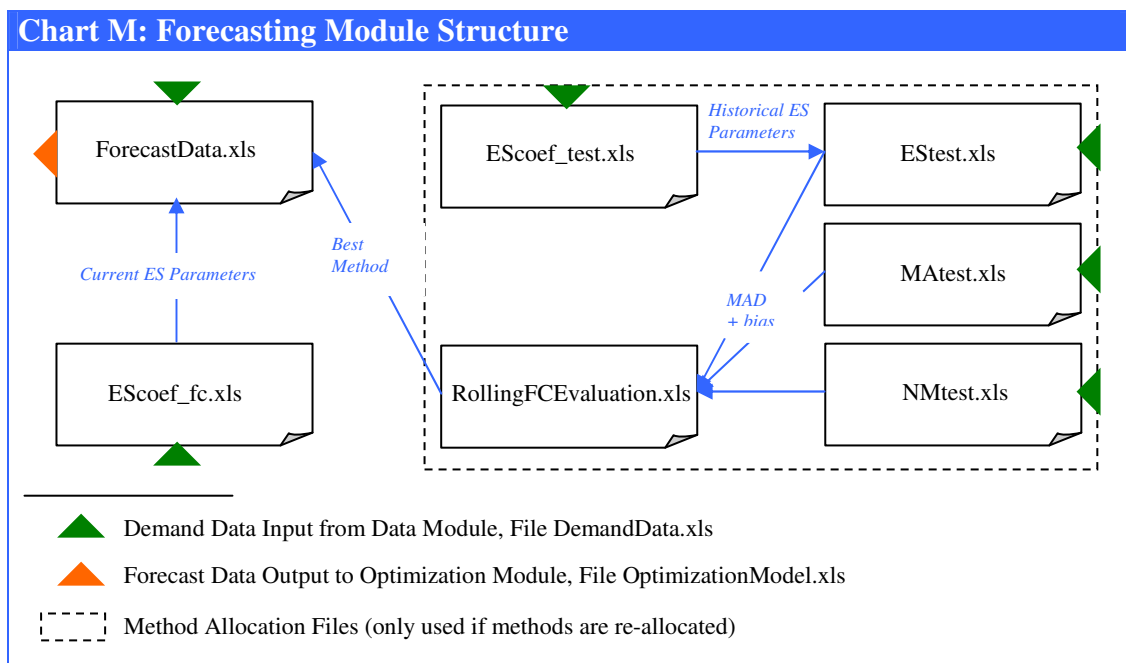 Chart M: Forecasting Module Structure
ForecastData.xls
EScoef_test.xls
Historical ES
Parameters
EStest.xls
Best
Method
Current ES Parameters
MAtest.xls
MAD
+ bias
EScoef_fc.xls
RollingFCEvaluation.xls
NMtest.xls
Demand Data Input from Data Module, File DemandData.xls
Forecast Data Output to Optimization Module, File OptimizationModel.xls
Method Allocation Files (only used if methods are re-allocated)